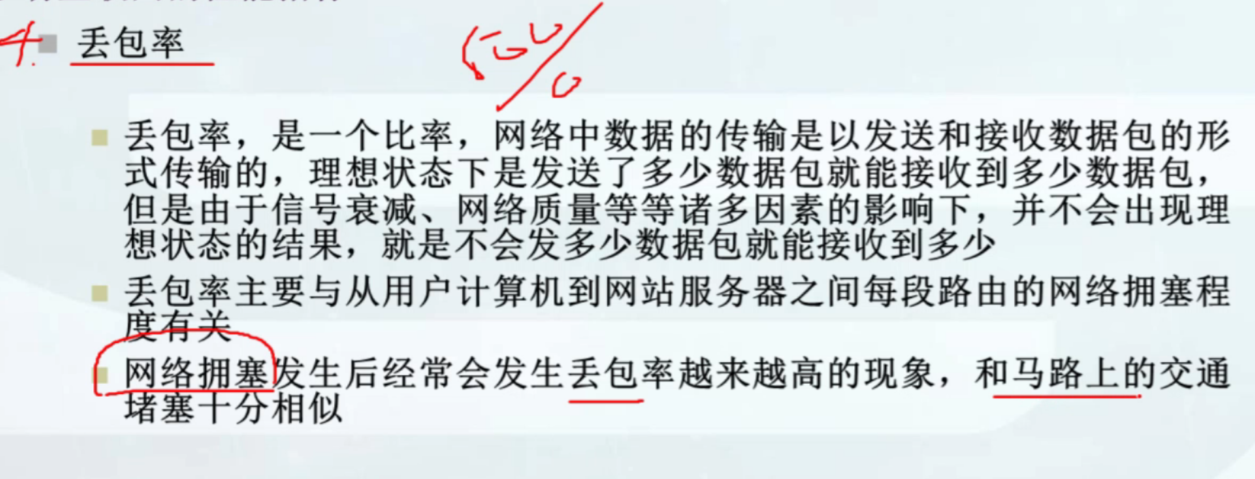 4.
丢包率
丢包率，是一个比率，网络中数据的传输是以发送和接收数据包的形
式传输的，理想状态下是发送了多少数据包就能接收到多少数据包，
但是由于信号衰减、网络质量等等诸多因素的影响下，并不会出现理
想状态的结果，就是不会发多少数据包就能接收到多少
丢包率主要与从用户计算机到网站服务器之间每段路由的网络拥塞程
度有关
网络拥塞发生后经常会发生丢包率越来越高的现象，和马路上的交通
堵塞十分相似